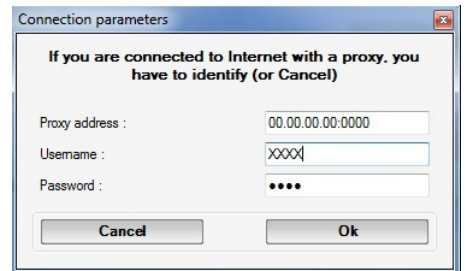 Connection parameters
If you are connected to Internet with a proxy, you
have to identify (or Cancel)
Proxy address : 00.00.00.00:0000
Username : XXXX
Password : ●●●●
Cancel Ok